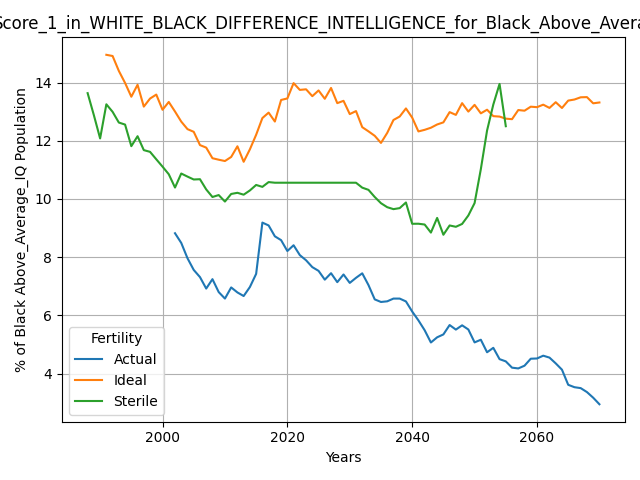 Score_1_in_WHITE_BLACK_DIFFERENCE_INTELLIGENCE_for_Black_Above_Avera
% of Black Above_Average_IQ Population
14
12
10
8
6
4
Fertility
Actual
Ideal
Sterile
2000 2020 2040 2060
Years